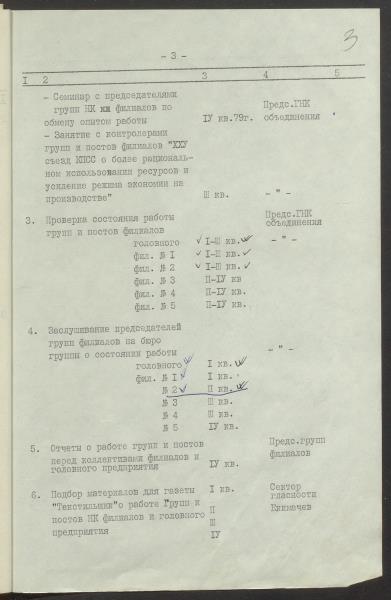 3
- 3 -
I 2 3 4 5
- Семинар с председателями
групп НК хн филиалов по
обмену опытом работы IУ кв.79г. Предс.ГНК объединения
- Занятие с контролерами
групп и постов филиалов "ХХУ
съезд КПСС о более рациональ-
ном использовании ресурсов и
усиление режима экономии на
производстве" Ш кв. - " -
3. Проверка состояния работы Предс.ГНК
групп и постов филиалов объединения
головного I-Ш кв. - " -
фил. № I I-Ш кв.
фил. № 2 I-Ш кв.
фил. № 3 П-IУ кв
фил. № 4 П-IУ кв.
фил. № 5 П-IУ кв.
4. Заслушивание председателей
групп филиалов на бюро
группы о состоянии работы - " -
головного I кв.
фил. № I I кв.
№ 2 П кв.
№ 3 Ш кв.
№ 4 Ш кв.
№ 5 IУ кв.
5. Отчеты о работе групп и постов Предс.групп
перед коллективами филиалов и филиалов
головного предприятия IУ кв.
6. Подбор материалов для газеты I кв. Сектор
"Текстильщик"о работе Групп и П гласности
постов НК филиалов и головного Ш
предприятия IУ